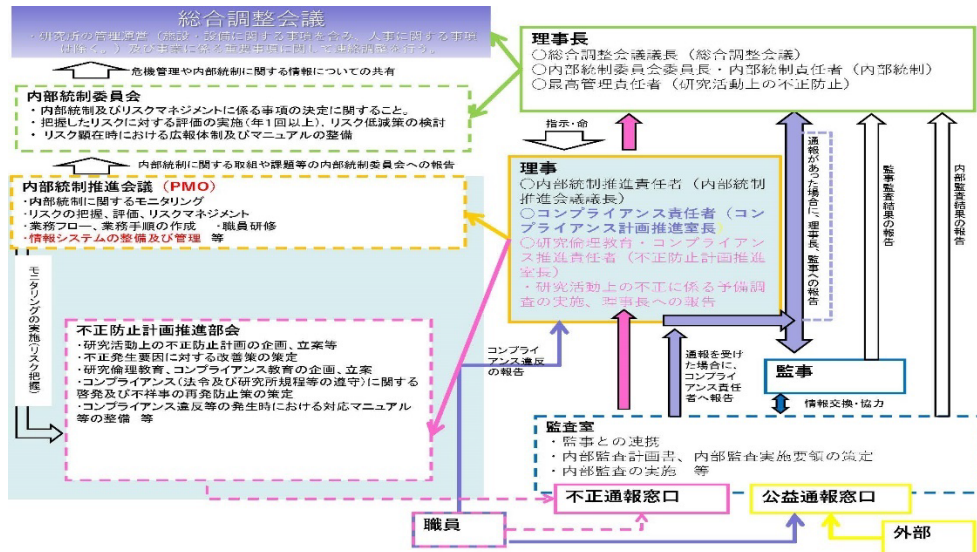 総合調整会議
・研究所の管理運営（施設・設備に関する事項を含み、人事に関する事項
は除く。）及び事業に係る重要事項に関して連絡調整を行う。
危機管理や内部統制に関する情報についての共有
内部統制委員会
・内部統制及びリスクマネジメントに係る事項の決定に関すること。
・把握したリスクに対する評価の実施（年1回以上）、リスク低減策の検討
・リスク顕在時における広報体制及びマニュアルの整備
内部統制に関する取組や課題等の内部統制委員会への報告
内部統制推進会議（PMO）
・内部統制に関するモニタリング
・リスクの把握、評価、リスクマネジメント
・業務フロー、業務手順の作成　・職員研修
・情報システムの整備及び管理　等
モニタリングの実施（リスク把握）
不正防止計画推進部会
・研究活動上の不正防止計画の企画、立案等
・不正発生要因に対する改善策の策定
・研究倫理教育、コンプライアンス教育の企画、立案
・コンプライアンス（法令及び研究所規程等の遵守）に関する
啓発及び不祥事の再発防止策の策定
・コンプライアンス違反等の発生時における対応マニュアル
等の整備　等
理事長
○総合調整会議議長（総合調整会議）
○内部統制委員会委員長・内部統制責任者（内部統制）
○最高管理責任者（研究活動上の不正防止）
指示・命
理事
○内部統制推進責任者（内部統制
推進会議議長）
○コンプライアンス責任者（コン
プライアンス計画推進室長）
○研究倫理教育・コンプライアン
ス推進責任者（不正防止計画推進
室長）
・研究活動上の不正に係る予備調
査の実施、理事長への報告
通報があった場合に、理事長、監事への報告
監事監査結果の報告
内部監査結果の報告
コンプライ
アンス違反
の報告
通報を受け
た場合に、コ
ンプライア
ンス責任
者へ報告
監事
情報交換・協力
監査室
・監事との連携
・内部監査計画書、内部監査実施要領の策定
・内部監査の実施　等
不正通報窓口
公益通報窓口
職員
外部